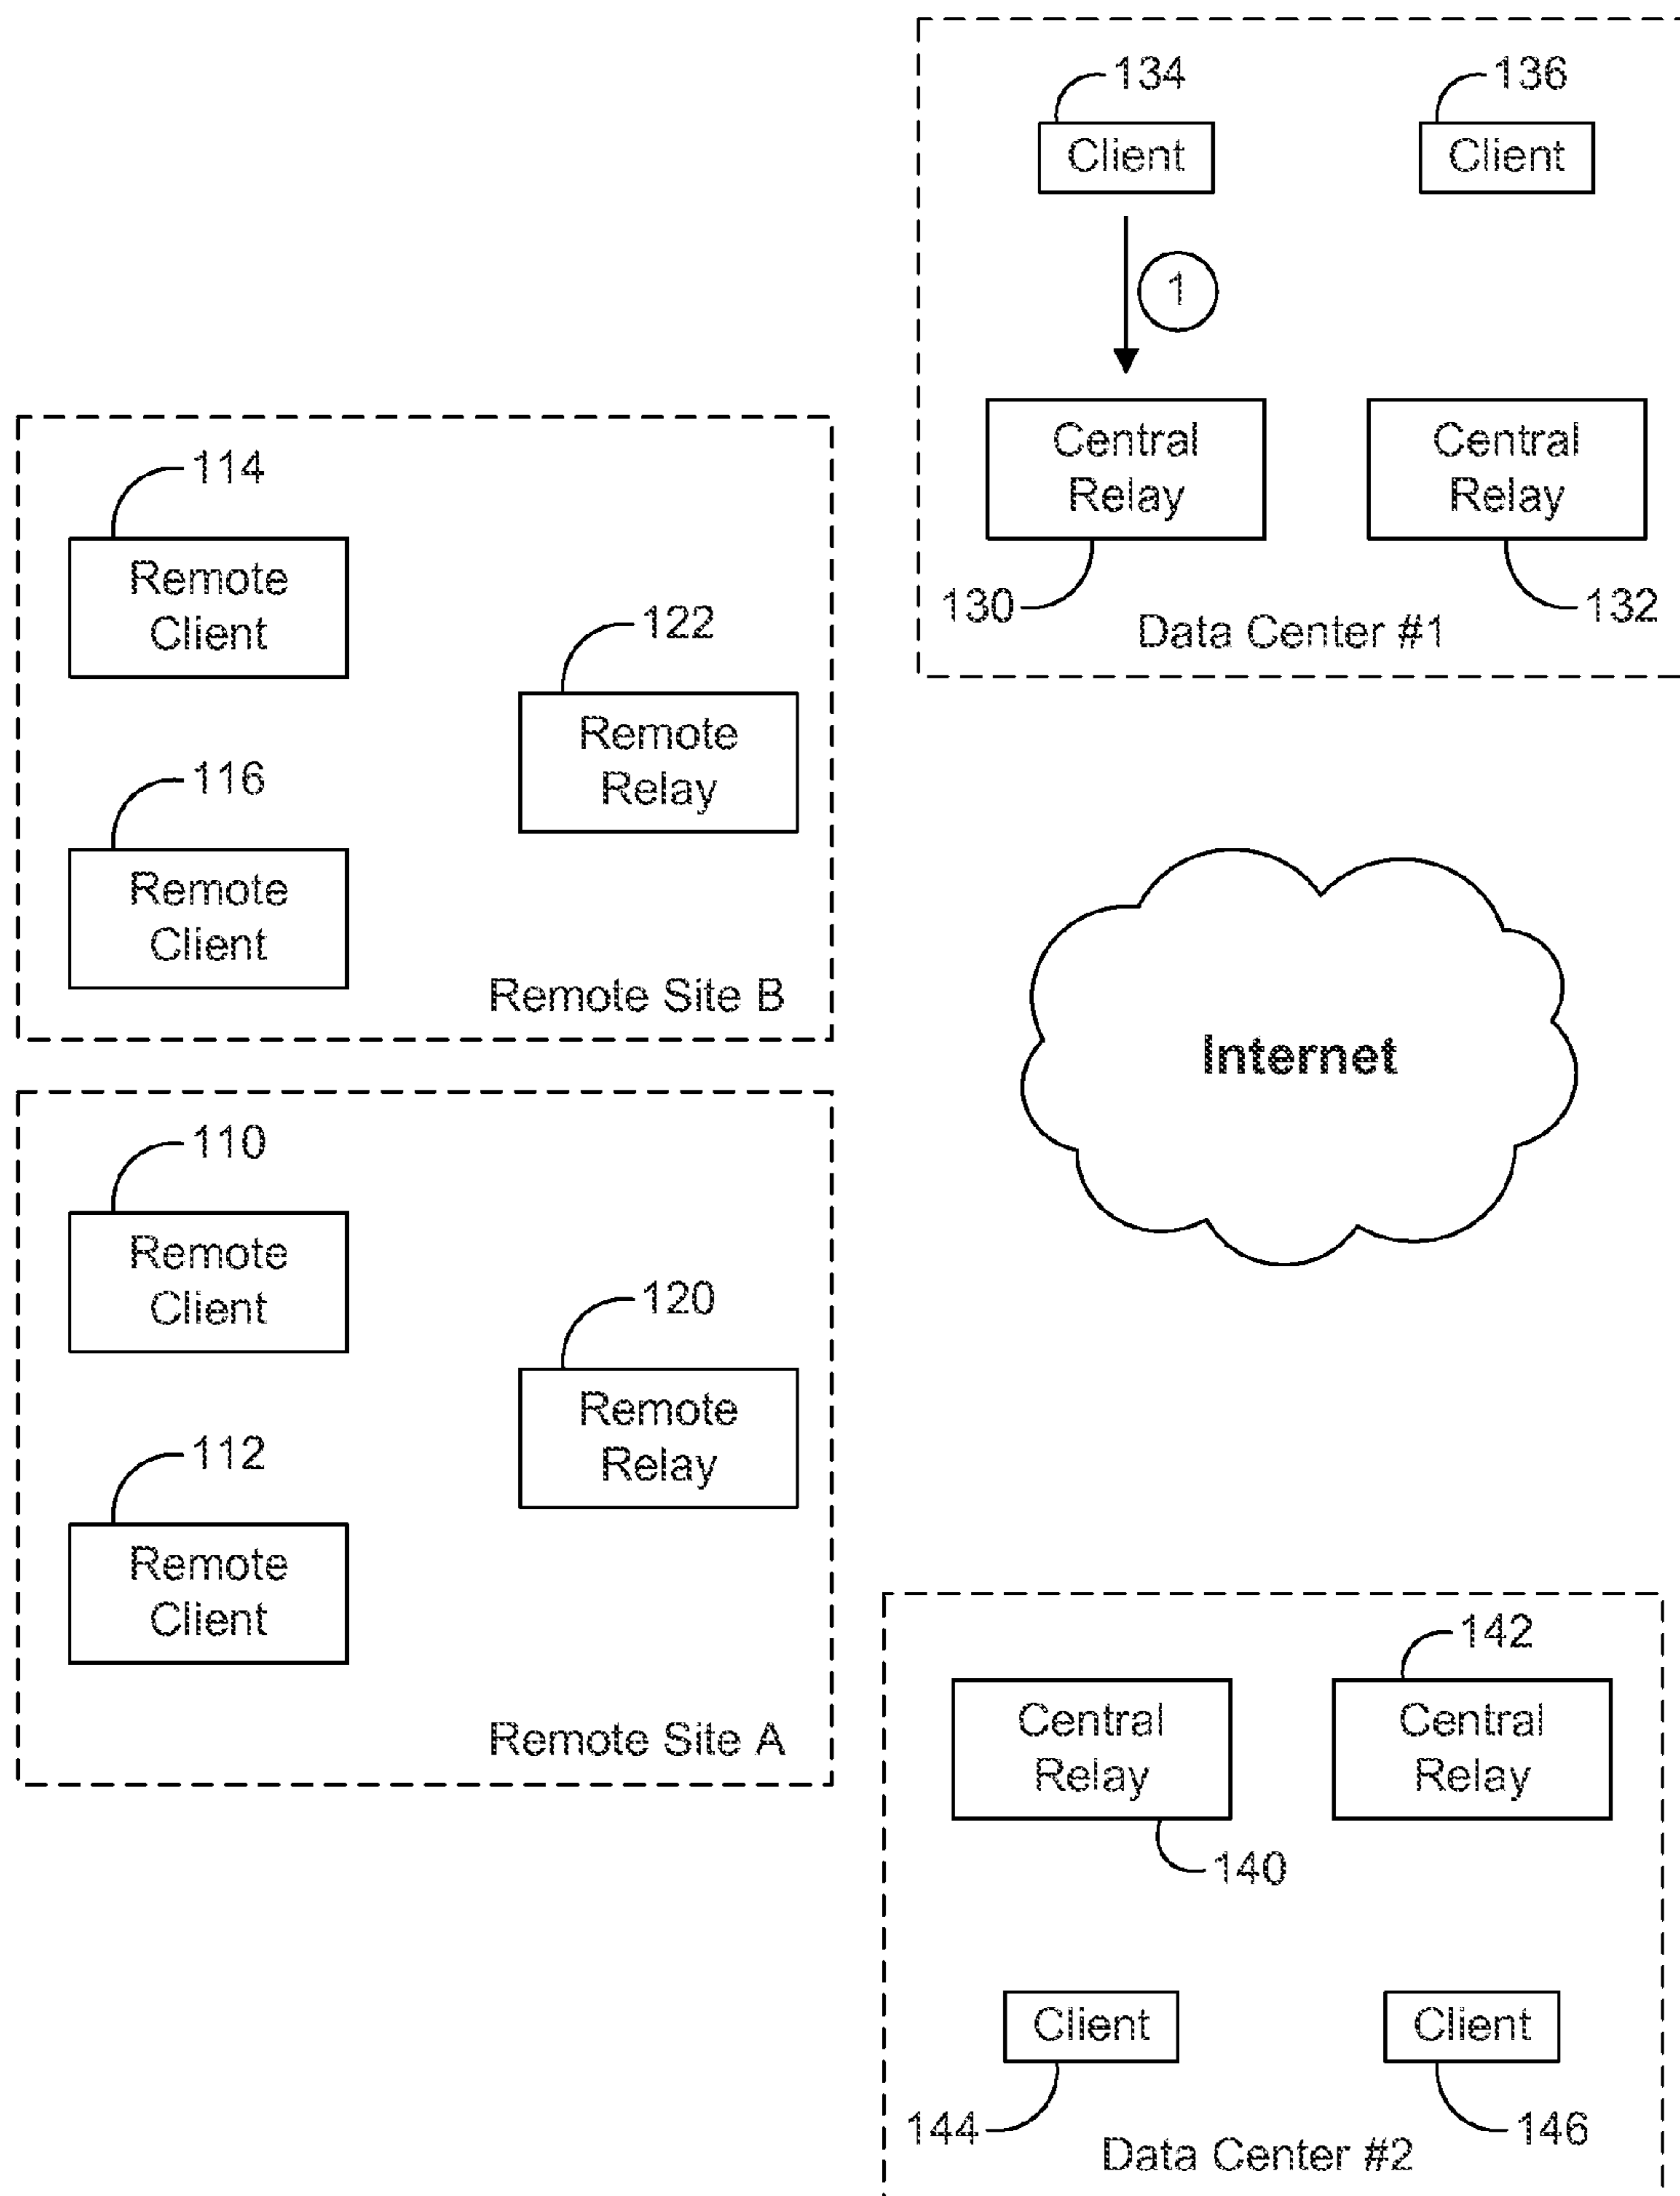 134
136
Client
Client
1
Central
Relay
Central
Relay
130
132
Data Center #1
114
Remote
Client
122
Remote
Relay
116
Remote
Client
Remote Site B
Internet
110
Remote
Client
120
Remote
Relay
112
Remote
Client
Remote Site A
142
Central
Relay
Central
Relay
140
Client
Client
144
146
Data Center #2